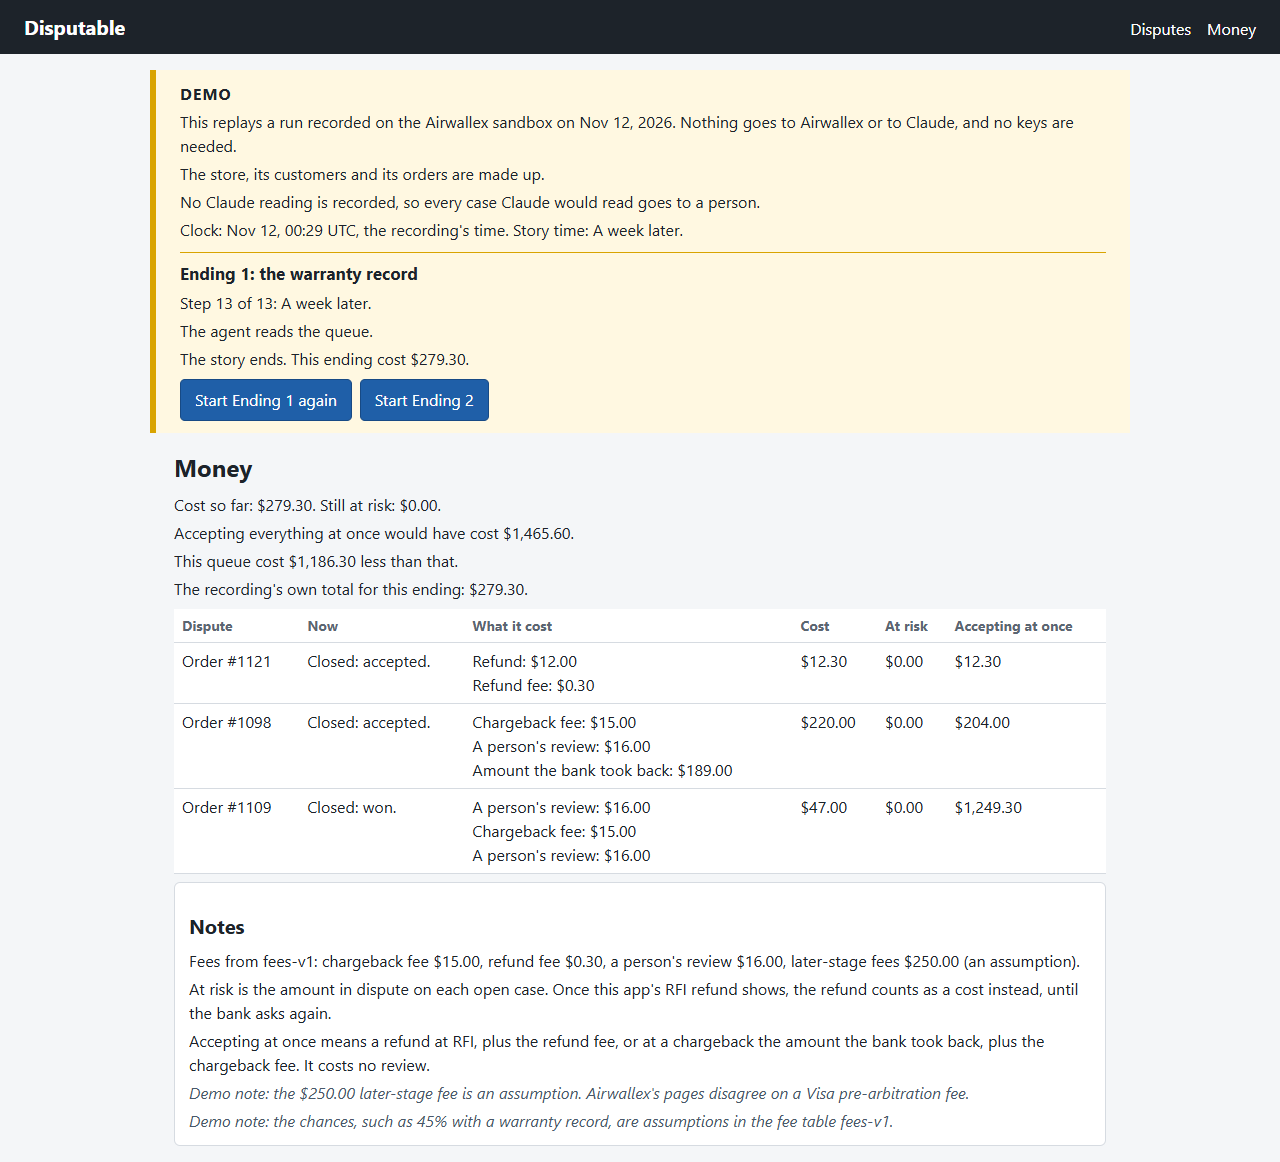 Disputable
Disputes Money
DEMO
This replays a run recorded on the Airwallex sandbox on Nov 12, 2026. Nothing goes to Airwallex or to Claude, and no keys are
needed.
The store, its customers and its orders are made up.
No Claude reading is recorded, so every case Claude would read goes to a person.
Clock: Nov 12, 00:29 UTC, the recording's time. Story time: A week later.
Ending 1: the warranty record
Step 13 of 13: A week later.
The agent reads the queue.
The story ends. This ending cost $279.30.
Start Ending 1 again Start Ending 2
Money
Cost so far: $279.30. Still at risk: $0.00.
Accepting everything at once would have cost $1,465.60.
This queue cost $1,186.30 less than that.
The recording's own total for this ending: $279.30.
Dispute Now What it cost Cost At risk Accepting at once
Order #1121 Closed: accepted. Refund: $12.00 $12.30 $0.00 $12.30
Refund fee: $0.30
Order #1098 Closed: accepted. Chargeback fee: $15.00 $220.00 $0.00 $204.00
A person's review: $16.00
Amount the bank took back: $189.00
Order #1109 Closed: won. A person's review: $16.00 $47.00 $0.00 $1,249.30
Chargeback fee: $15.00
A person's review: $16.00
Notes
Fees from fees-v1: chargeback fee $15.00, refund fee $0.30, a person's review $16.00, later-stage fees $250.00 (an assumption).
At risk is the amount in dispute on each open case. Once this app's RFI refund shows, the refund counts as a cost instead, until
the bank asks again.
Accepting at once means a refund at RFI, plus the refund fee, or at a chargeback the amount the bank took back, plus the
chargeback fee. It costs no review.
Demo note: the $250.00 later-stage fee is an assumption. Airwallex's pages disagree on a Visa pre-arbitration fee.
Demo note: the chances, such as 45% with a warranty record, are assumptions in the fee table fees-v1.